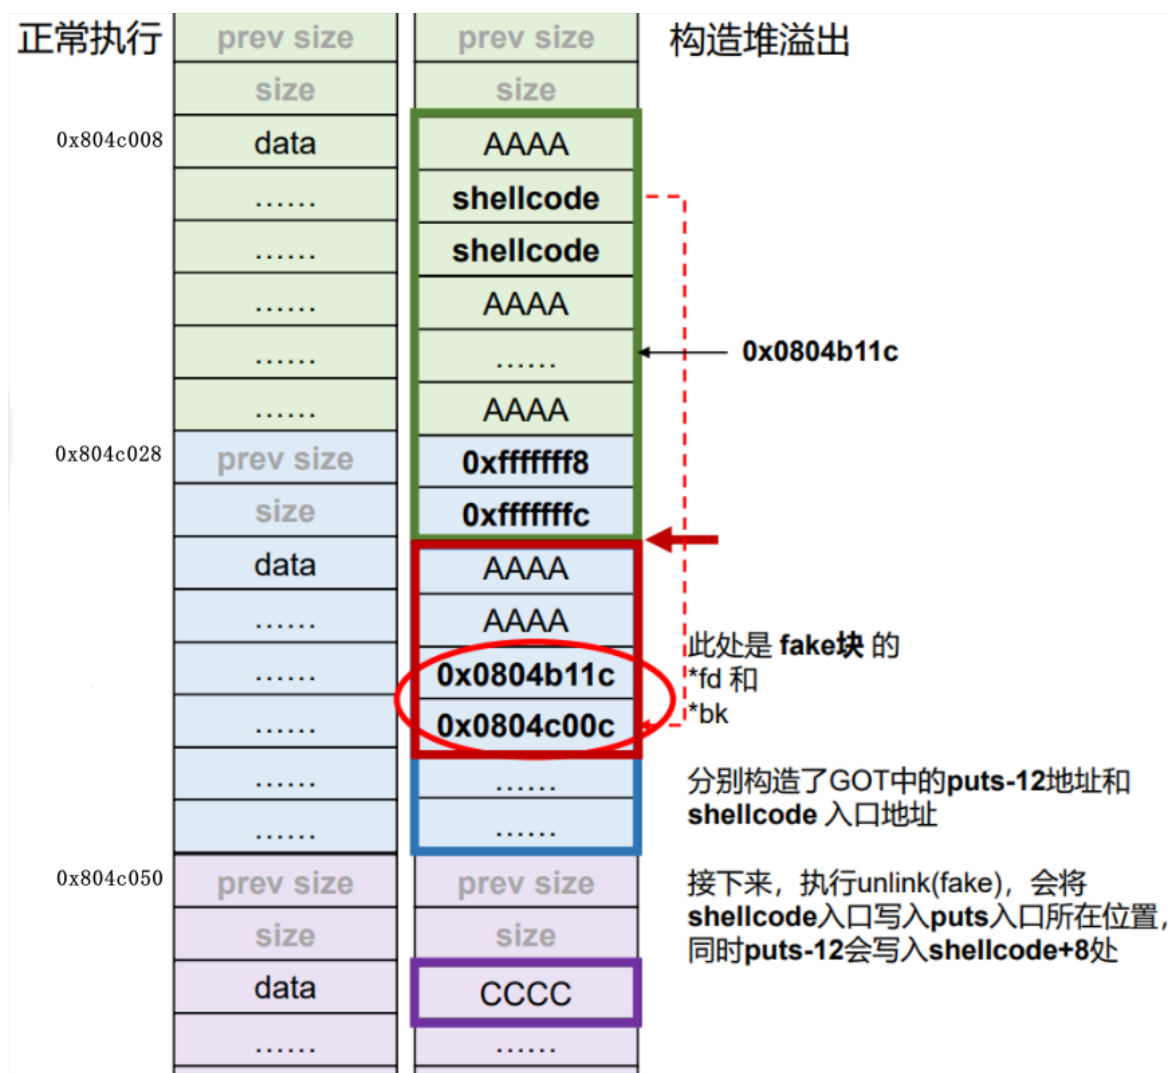 正常执行 prev size prev size 构造堆溢出
size size
0x804c008 data AAAA
...... shellcode
...... shellcode
...... AAAA
...... ...... 0x0804b11c
...... AAAA
0x804c028 prev size 0xfffffff8
size 0xfffffffc
data AAAA
...... AAAA
此处是 fake块 的
...... 0x0804b11c *fd 和
...... 0x0804c00c *bk
...... ...... 分别构造了GOT中的puts-12地址和
shellcode 入口地址
...... ......
0x804c050 prev size prev size 接下来，执行unlink(fake)，会将
shellcode入口写入puts入口所在位置，
size size 同时puts-12会写入shellcode+8处
data CCCC
...... ......